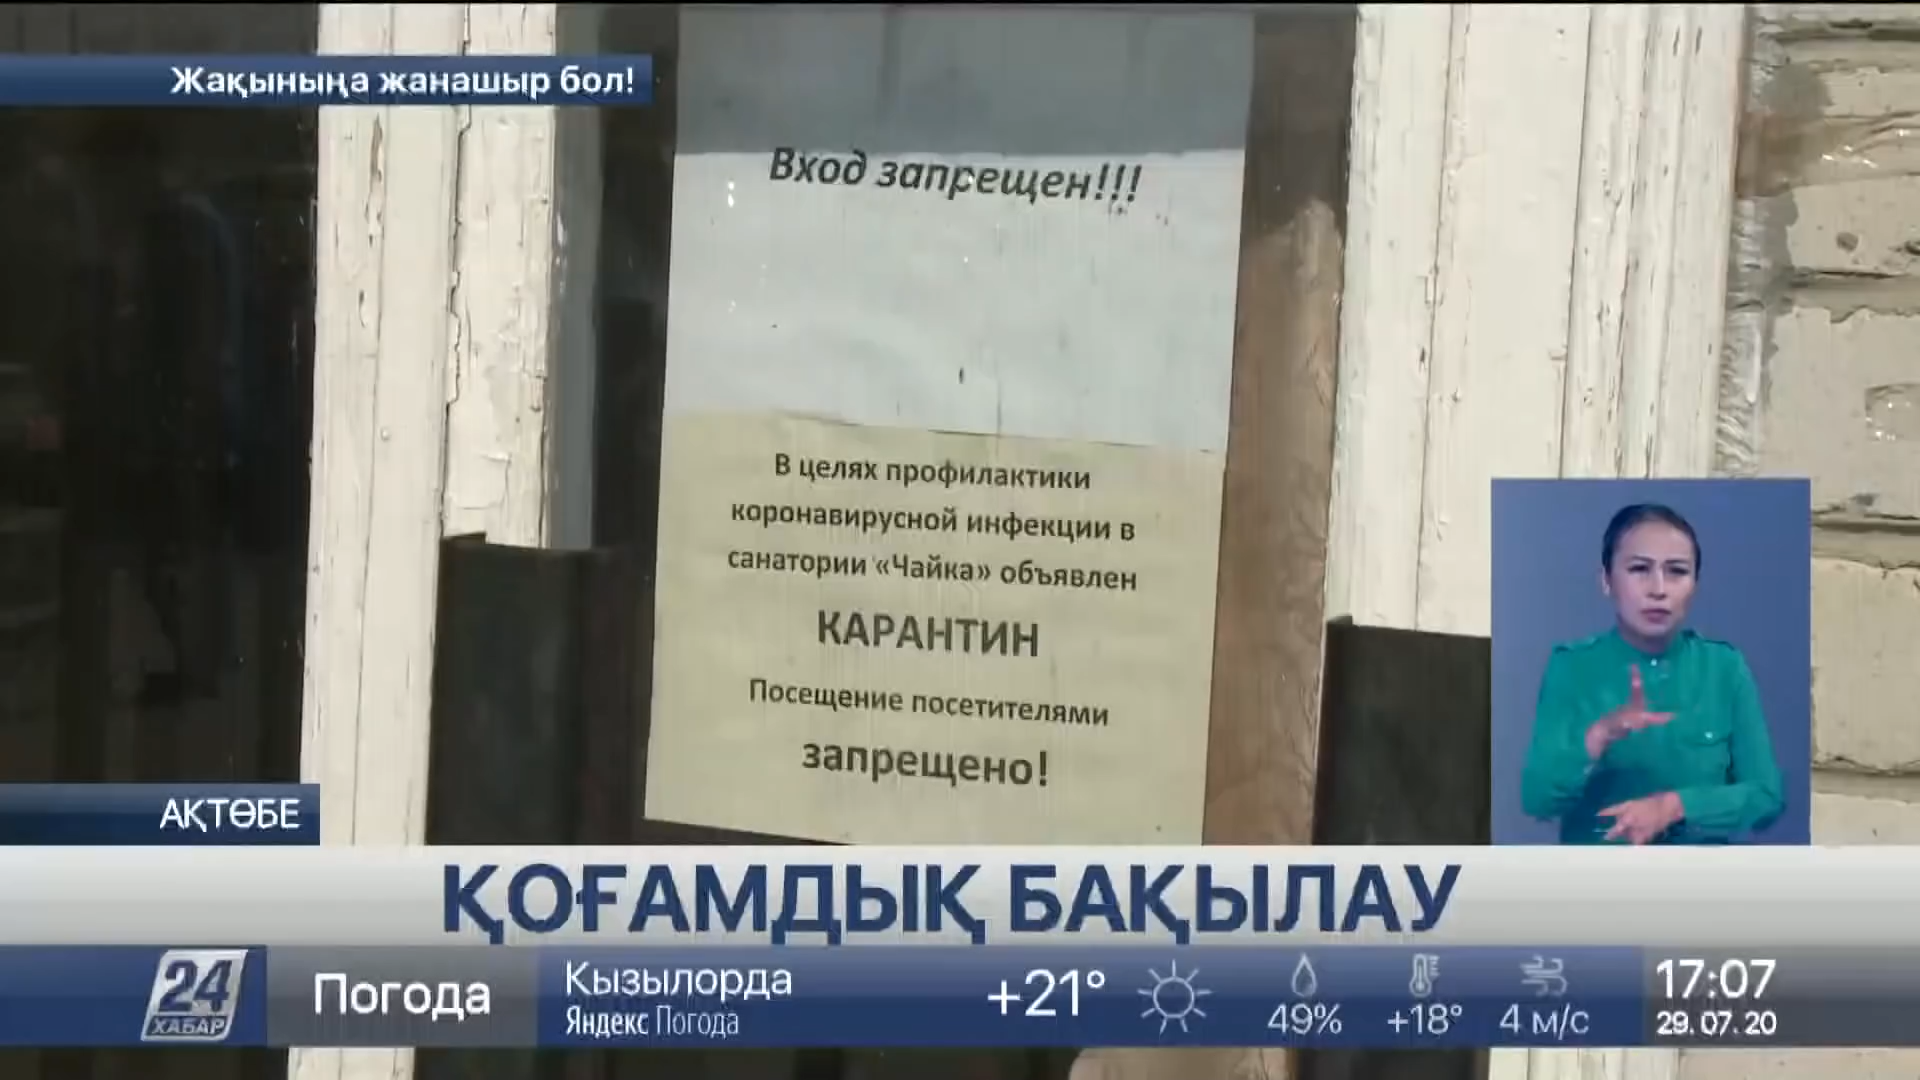 Жақыныңа жанашыр бол!
Вход запрещен!!!
В целях профилактики
коронавирусной инфекции в
санатории «Чайка» объявлен
КАРАНТИН
Посещение посетителями
запрещено!
АҚТӨБЕ
ҚОҒАМДЫҚ БАҚЫЛАУ
24
ХАБАР
Погода
Кызылорда
Яндекс Погода
+21°
49%
+18°
4 м/с
17:07
29.07.20